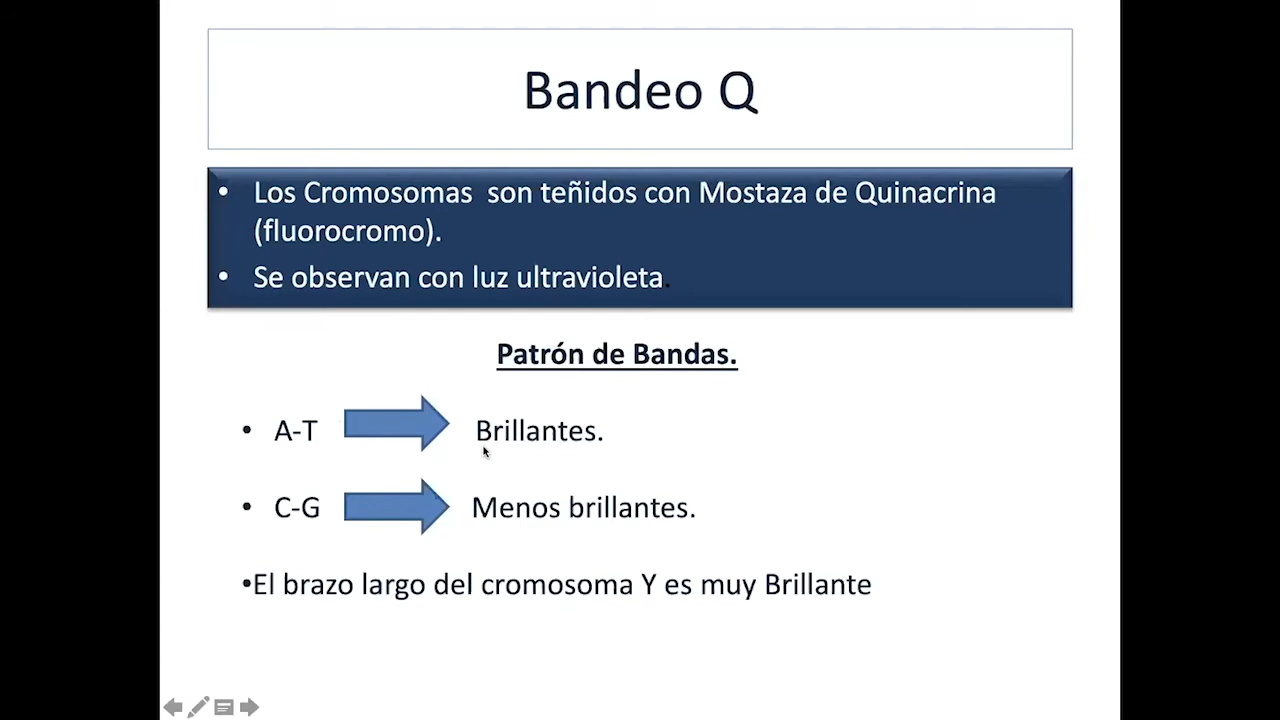 Bandeo Q
• Los Cromosomas son teñidos con Mostaza de Quinacrina
(fluorocromo).
• Se observan con luz ultravioleta.
Patrón de Bandas.
• A-T Brillantes.
• C-G Menos brillantes.
•El brazo largo del cromosoma Y es muy Brillante